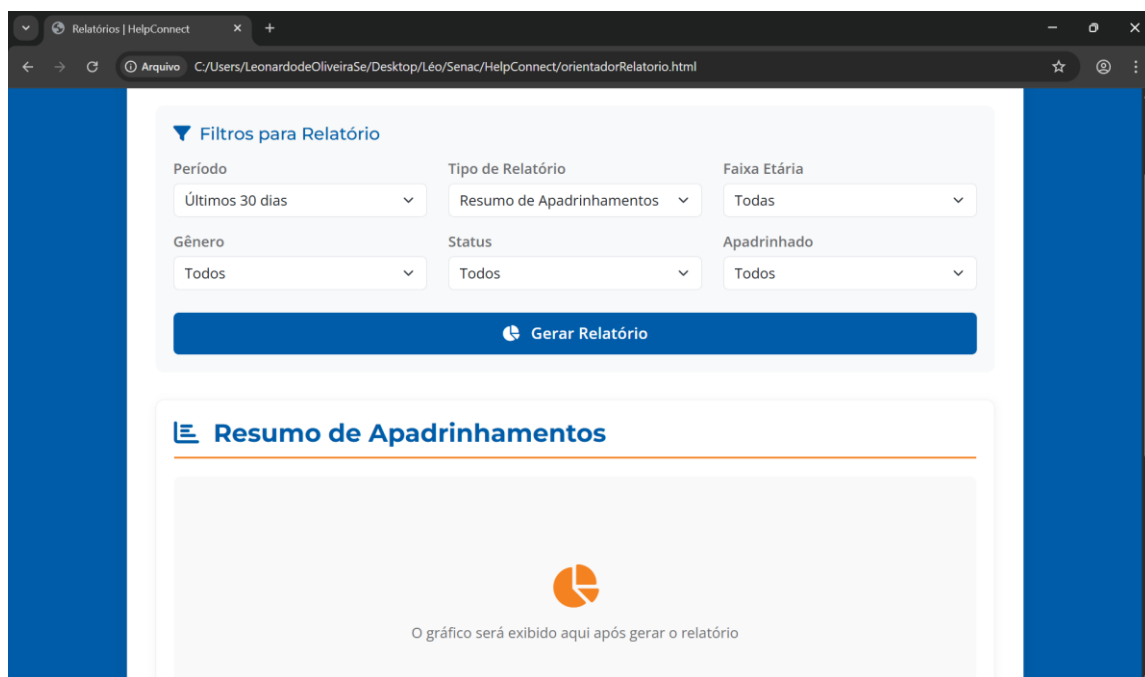 Relatórios | HelpConnect
Arquivo C:/Users/LeonardodeOliveiraSe/Desktop/Léo/Senac/HelpConnect/orientadorRelatorio.html
Filtros para Relatório
Período Tipo de Relatório Faixa Etária
Últimos 30 dias Resumo de Apadrinhamentos Todas
Gênero Status Apadrinhado
Todos Todos Todos
Gerar Relatório
Resumo de Apadrinhamentos
O gráfico será exibido aqui após gerar o relatório